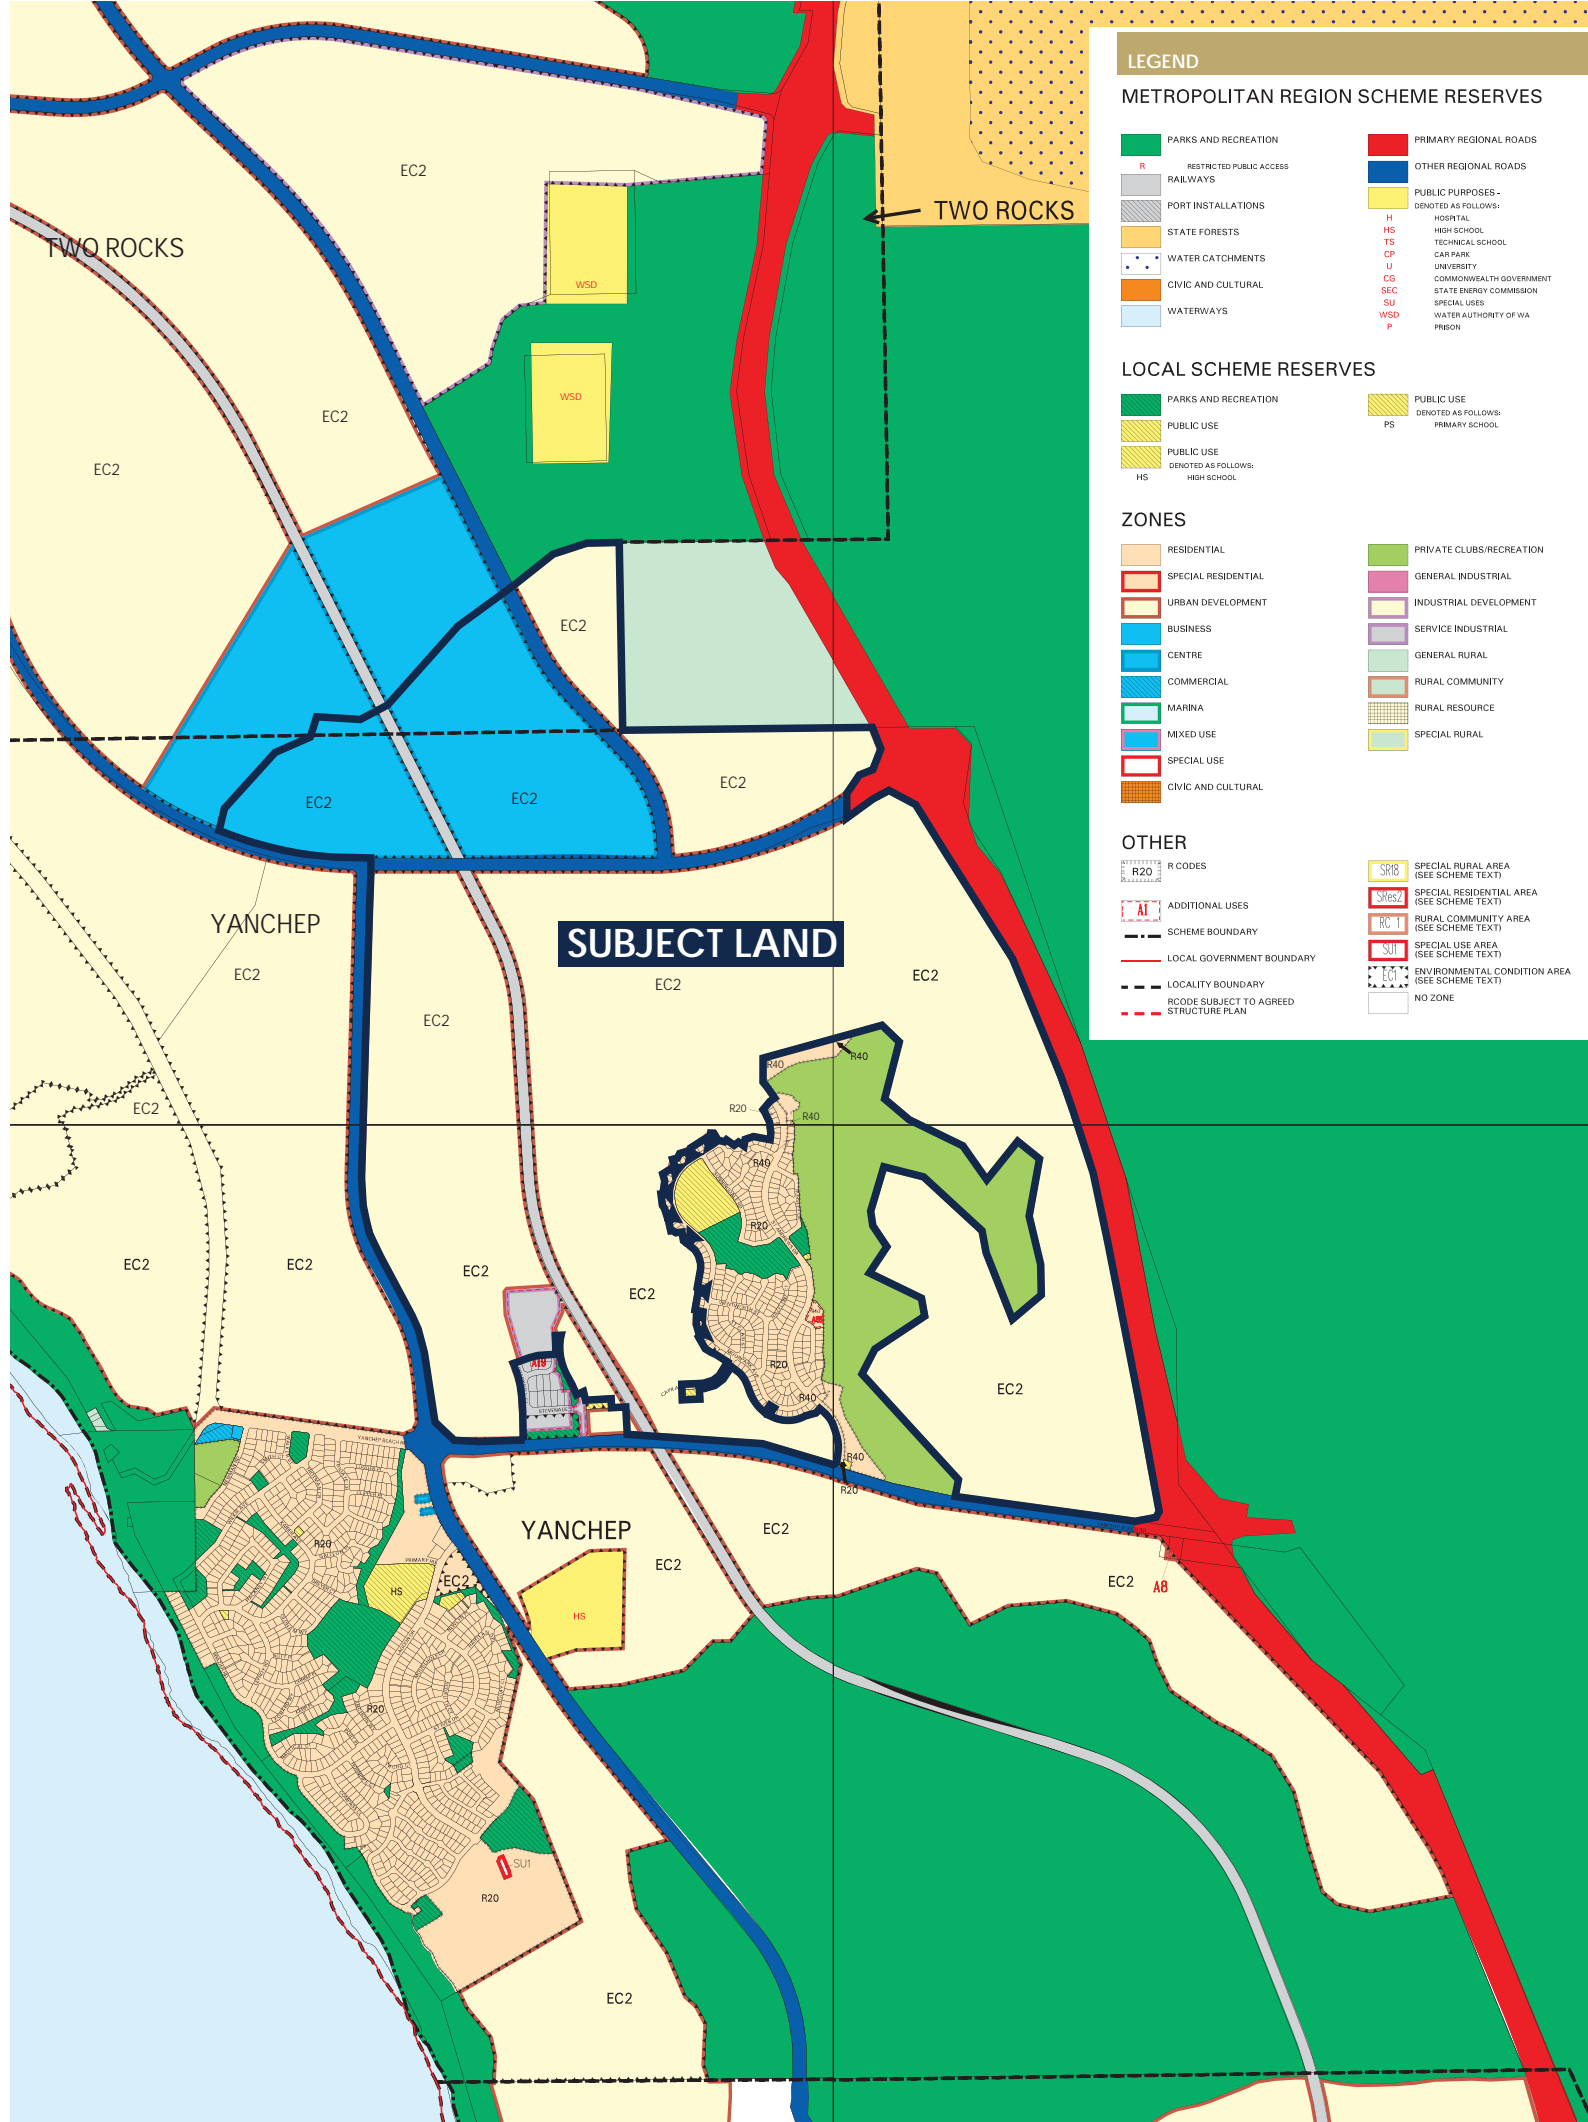 LEGEND
METROPOLITAN REGION SCHEME RESERVES
PARKS AND RECREATION
R RESTRICTED PUBLIC ACCESS
RAILWAYS
PORT INSTALLATIONS
STATE FORESTS
WATER CATCHMENTS
CIVIC AND CULTURAL
WATERWAYS
PRIMARY REGIONAL ROADS
OTHER REGIONAL ROADS
PUBLIC PURPOSES -
DENOTED AS FOLLOWS:
H HOSPITAL
HS HIGH SCHOOL
TS TECHNICAL SCHOOL
CP CAR PARK
U UNIVERSITY
CG COMMONWEALTH GOVERNMENT
SEC STATE ENERGY COMMISSION
SU SPECIAL USES
WSD WATER AUTHORITY OF WA
P PRISON
LOCAL SCHEME RESERVES
PARKS AND RECREATION
PUBLIC USE
PUBLIC USE
DENOTED AS FOLLOWS:
HS HIGH SCHOOL
PUBLIC USE
DENOTED AS FOLLOWS:
PS PRIMARY SCHOOL
ZONES
RESIDENTIAL
SPECIAL RESIDENTIAL
URBAN DEVELOPMENT
BUSINESS
CENTRE
COMMERCIAL
MARINA
MIXED USE
SPECIAL USE
CIVIC AND CULTURAL
PRIVATE CLUBS/RECREATION
GENERAL INDUSTRIAL
INDUSTRIAL DEVELOPMENT
SERVICE INDUSTRIAL
GENERAL RURAL
RURAL COMMUNITY
RURAL RESOURCE
SPECIAL RURAL
OTHER
R20 R CODES
A1 ADDITIONAL USES
SCHEME BOUNDARY
LOCAL GOVERNMENT BOUNDARY
LOCALITY BOUNDARY
RCODE SUBJECT TO AGREED
STRUCTURE PLAN
SR18 SPECIAL RURAL AREA
(SEE SCHEME TEXT)
SRes2 SPECIAL RESIDENTIAL AREA
(SEE SCHEME TEXT)
RC 1 RURAL COMMUNITY AREA
(SEE SCHEME TEXT)
SU1 SPECIAL USE AREA
(SEE SCHEME TEXT)
EC1 ENVIRONMENTAL CONDITION AREA
(SEE SCHEME TEXT)
NO ZONE
EC2
TWO ROCKS
TWO ROCKS
WSD
WSD
EC2
EC2
EC2
EC2
EC2
EC2
YANCHEP
SUBJECT LAND
EC2
EC2
EC2
EC2
R40
R40
R20
R40
EC2
R40
R20
EC2
EC2
EC2
EC2
A19
R20
R40
EC2
R40
R20
YANCHEP BEACH
YANCHEP
EC2
R20
EC2
EC2
EC2
A8
PRIMARY
HS
HS
R20
SU1
R20
EC2